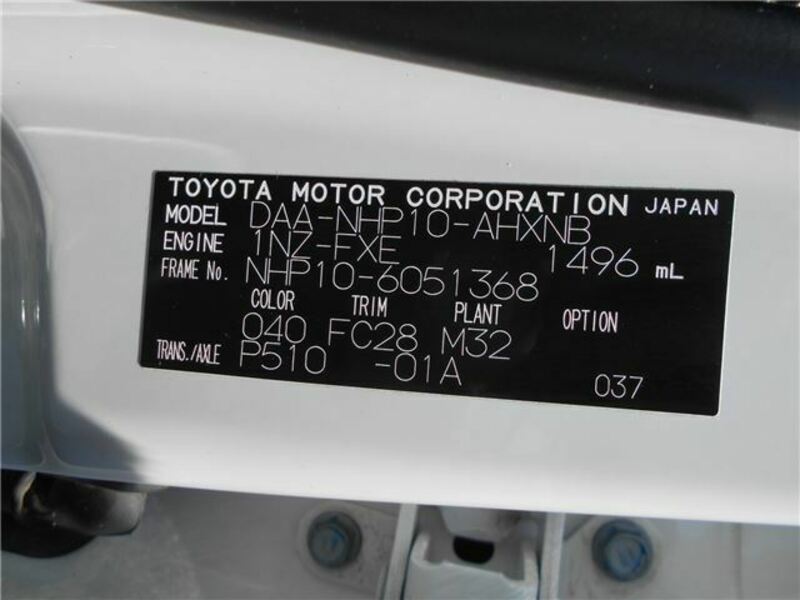 TOYOTA MOTOR CORPORATION JAPAN
MODEL DAA-NHP10-AHXNB
ENGINE 1NZ-FXE 1496 mL
FRAME No. NHP10-6051368
COLOR TRIM PLANT OPTION
040 FC28 M32
TRANS./AXLE P510 -01A 037